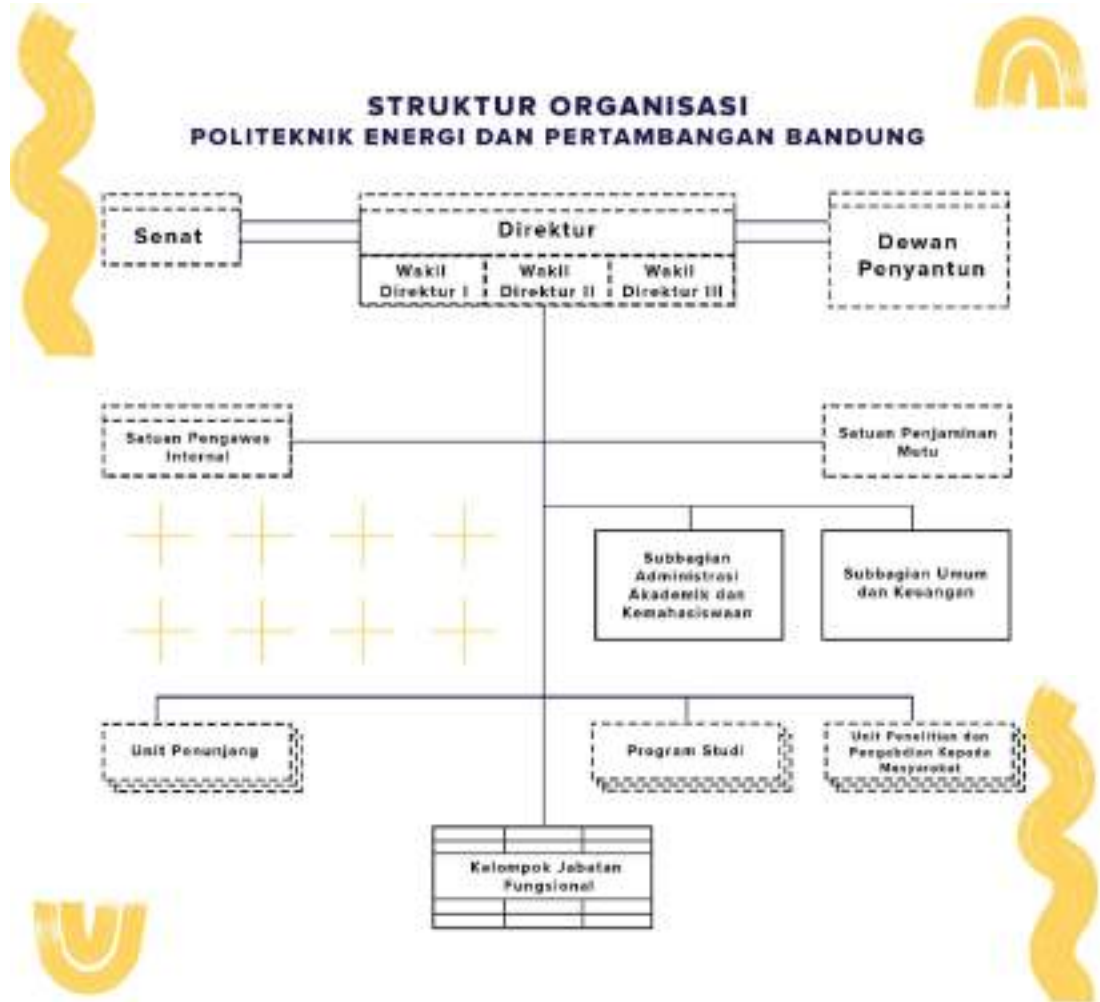 STRUKTUR ORGANISASI
POLITEKNIK ENERGI DAN PERTAMBANGAN BANDUNG
Senat
Direktur
Dewan
Penyantun
Wakil
Direktur I
Wakil
Direktur II
Wakil
Direktur III
Satuan Pengawas
Internal
Satuan Penjaminan
Mutu
Subbagian
Administrasi
Akademik dan
Kemahasiswaan
Subbagian Umum
dan Keuangan
Unit Penunjang
Program Studi
Unit Penelitian dan
Pengabdian Kepada
Masyarakat
Kelompok Jabatan
Fungsional